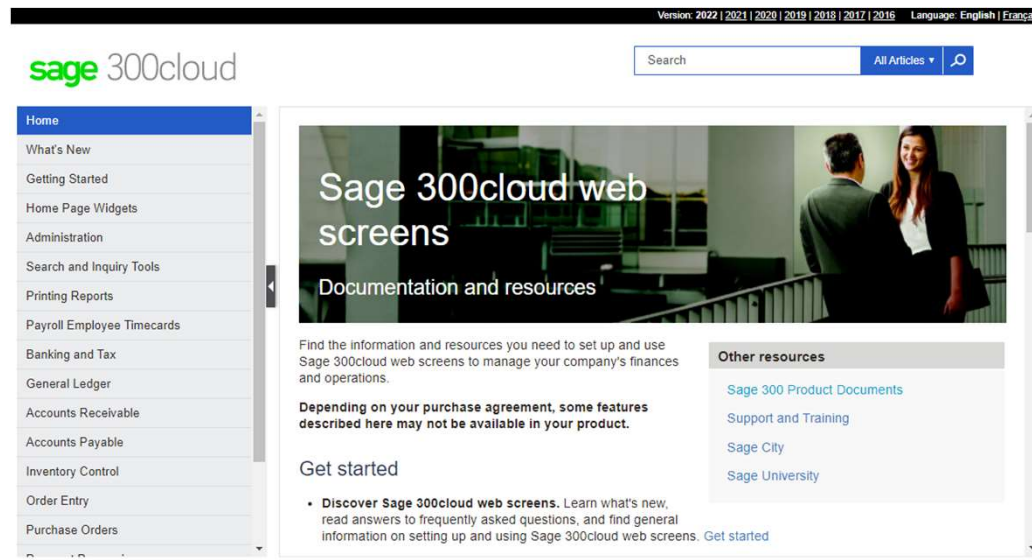 Version: 2022 | 2021 | 2020 | 2019 | 2018 | 2017 | 2016 Language: English |
sage 300cloud
Search
All Articles
Home
What's New
Getting Started
Home Page Widgets
Administration
Search and Inquiry Tools
Printing Reports
Payroll Employee Timecards
Banking and Tax
General Ledger
Accounts Receivable
Accounts Payable
Inventory Control
Order Entry
Purchase Orders
Sage 300cloud web
screens
Documentation and resources
Find the information and resources you need to set up and use
Sage 300cloud web screens to manage your company's finances
and operations.
Depending on your purchase agreement, some features
described here may not be available in your product.
Other resources
Sage 300 Product Documents
Support and Training
Sage City
Sage University
Get started
• Discover Sage 300cloud web screens. Learn what's new,
read answers to frequently asked questions, and find general
information on setting up and using Sage 300cloud web screens. Get started